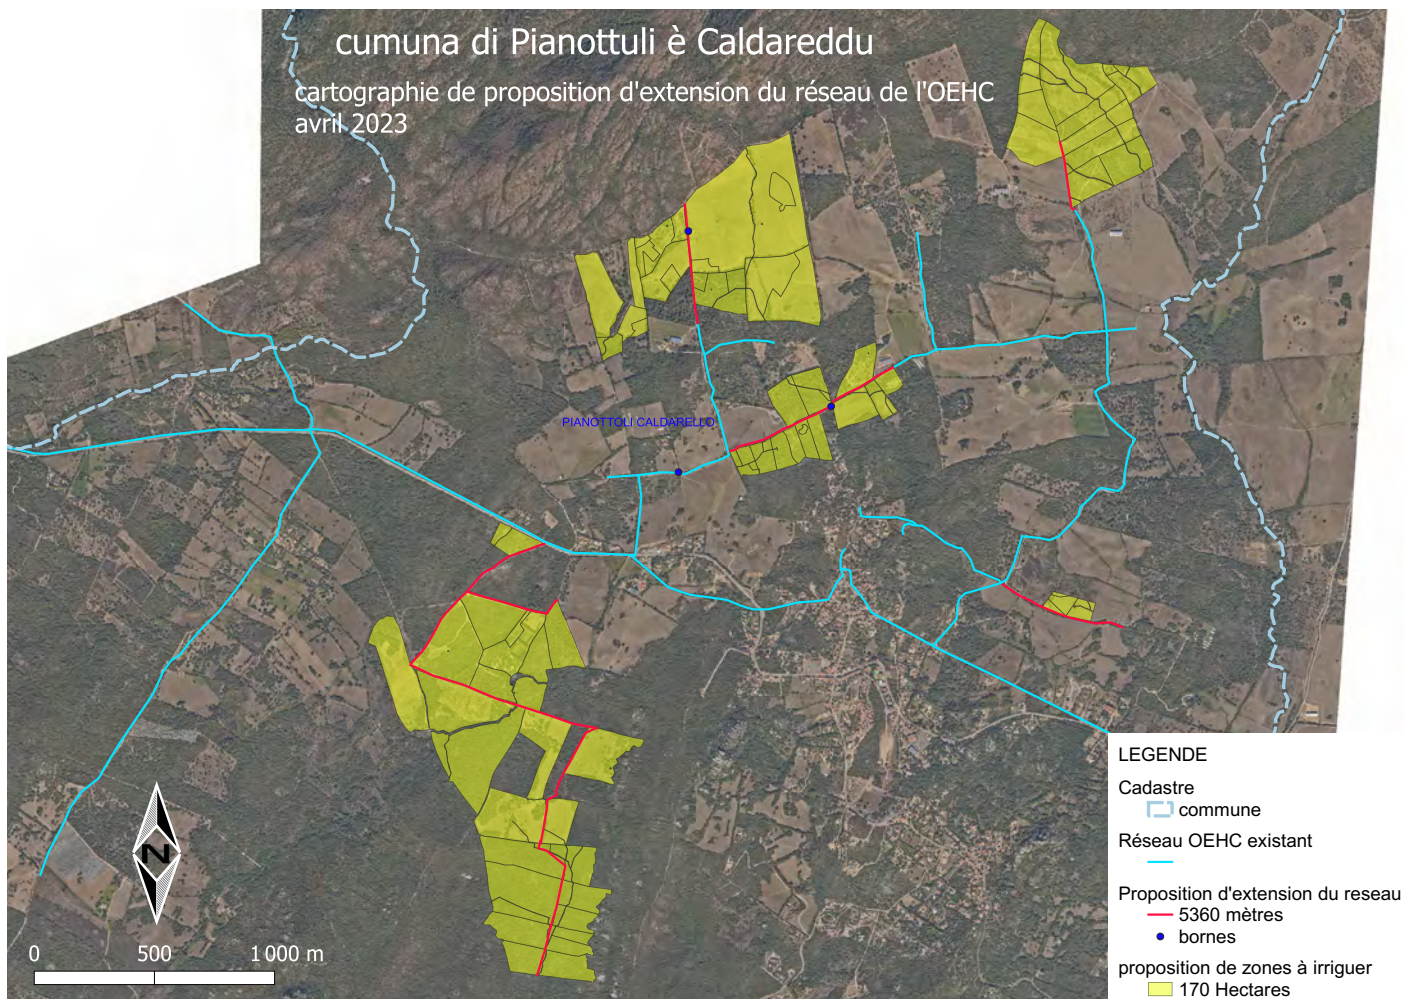 cumuna di Pianottuli è Caldareddu
cartographie de proposition d'extension du réseau de l'OEHC
avril 2023
PIANOTTOLI CALDARELLO
LEGENDE
Cadastre
commune
Réseau OEHC existant
Proposition d'extension du reseau
5360 mètres
bornes
proposition de zones à irriguer
170 Hectares
N
0 500 1 000 m